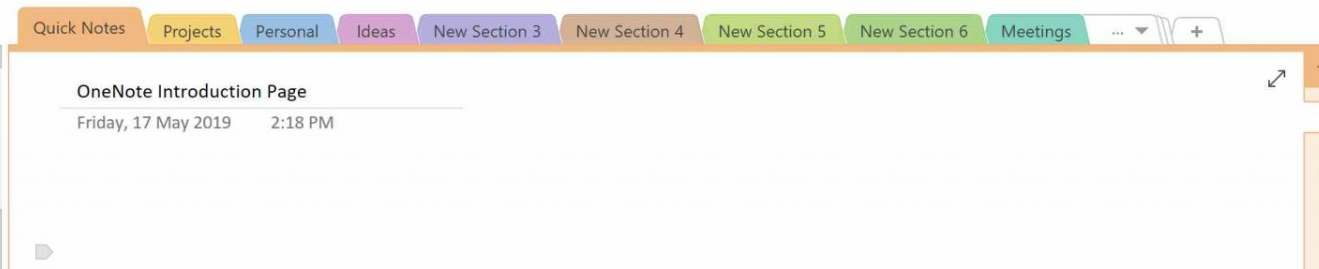 Quick Notes Projects Personal Ideas New Section 3 New Section 4 New Section 5 New Section 6 Meetings ... +
OneNote Introduction Page
Friday, 17 May 2019 2:18 PM